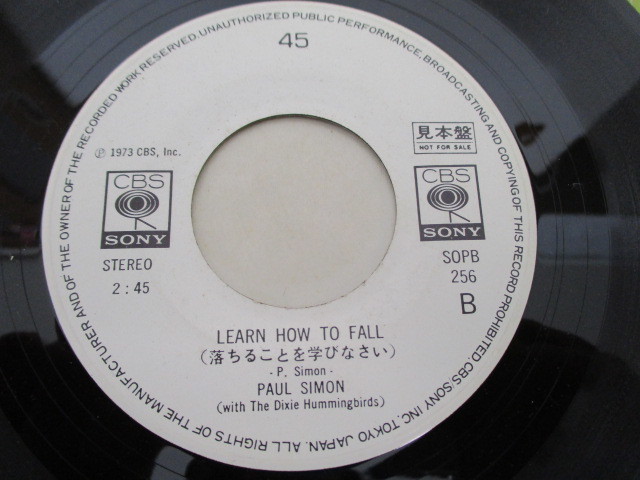 45
℗ 1973 CBS, Inc.
見本盤
NOT FOR SALE
CBS
SONY
CBS
SONY
STEREO
2:45
SOPB
256
B
LEARN HOW TO FALL
(落ちることを学びなさい)
- P. Simon -
PAUL SIMON
(with The Dixie Hummingbirds)
ALL RIGHTS OF THE MANUFACTURER AND OF THE OWNER OF THE RECORDED WORK RESERVED. UNAUTHORIZED PUBLIC PERFORMANCE, BROADCASTING AND COPYING OF THIS RECORD PROHIBITED. CBS/SONY INC. TOKYO JAPAN.